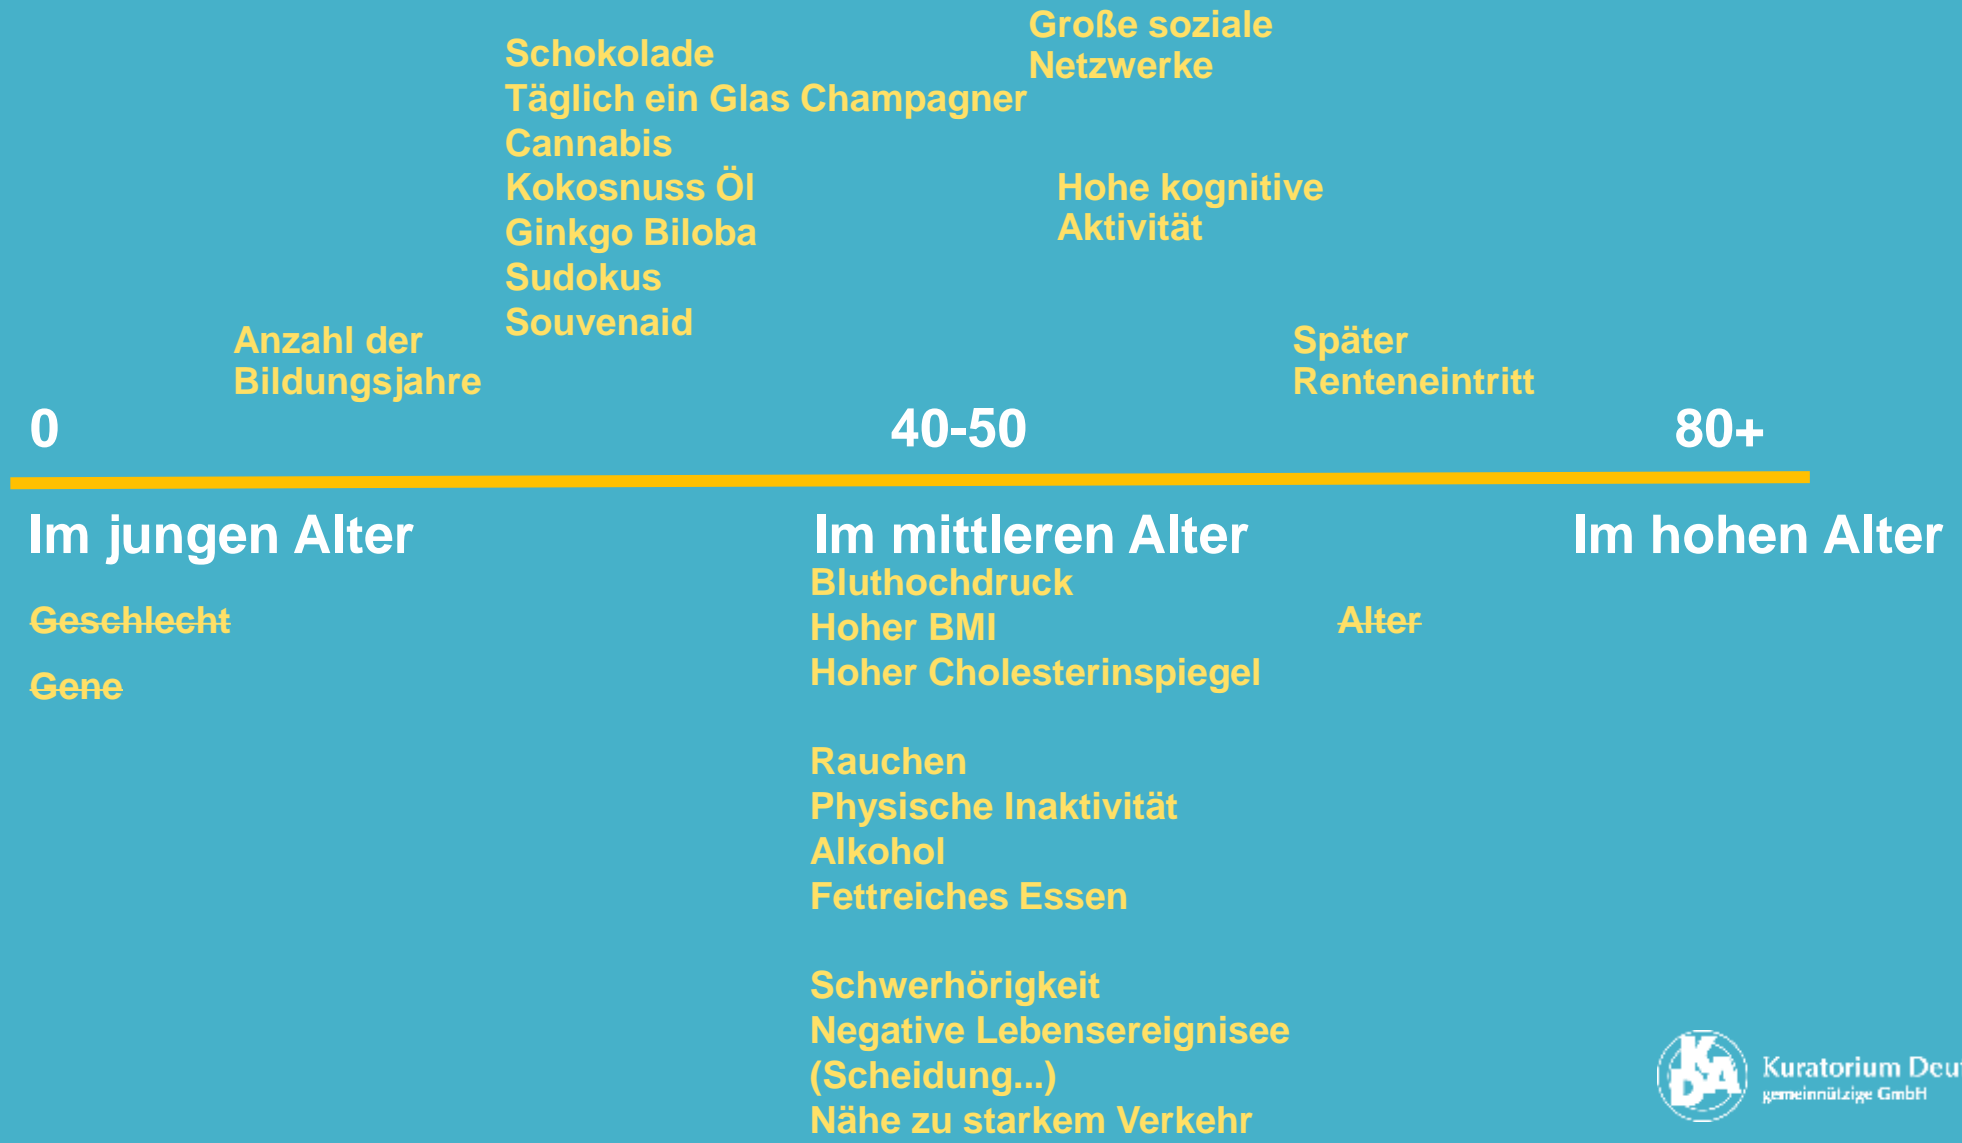 Große soziale
Netzwerke
Schokolade
Täglich ein Glas Champagner
Cannabis
Kokosnuss Öl
Ginkgo Biloba
Sudokus
Souvenaid
Hohe kognitive
Aktivität
Anzahl der
Bildungsjahre
Später
Renteneintritt
0 40-50 80+
Im jungen Alter
Geschlecht
Gene
Im mittleren Alter
Bluthochdruck
Hoher BMI
Hoher Cholesterinspiegel
Rauchen
Physische Inaktivität
Alkohol
Fettreiches Essen
Schwerhörigkeit
Negative Lebensereignisee
(Scheidung...)
Nähe zu starkem Verkehr
Im hohen Alter
Alter
KDA
Kuratorium Deut
gemeinnützige GmbH